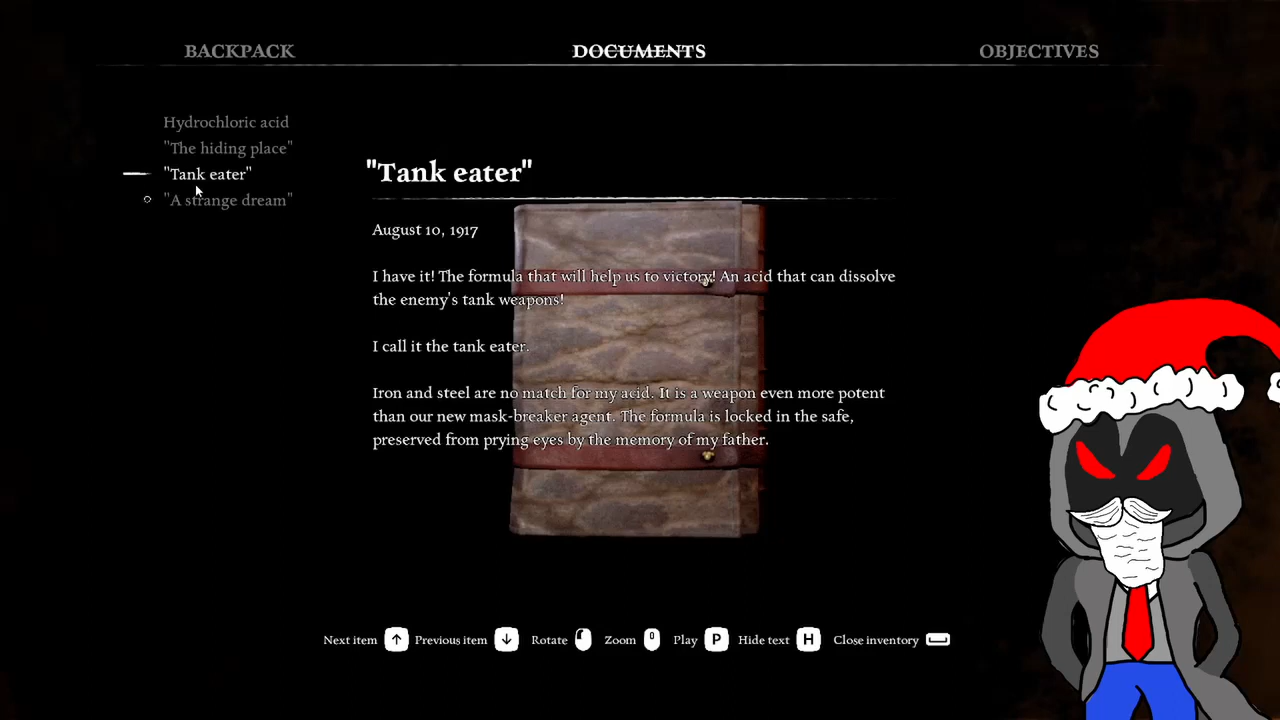 BACKPACK DOCUMENTS OBJECTIVES
Hydrochloric acid
"The hiding place"
"Tank eater"
"A strange dream"
"Tank eater"
August 10, 1917
I have it! The formula that will help us to victory! An acid that can dissolve
the enemy's tank weapons!
I call it the tank eater.
Iron and steel are no match for my acid. It is a weapon even more potent
than our new mask-breaker agent. The formula is locked in the safe,
preserved from prying eyes by the memory of my father.
Next item ↑ Previous item ↓ Rotate Zoom Play P Hide text H Close inventory